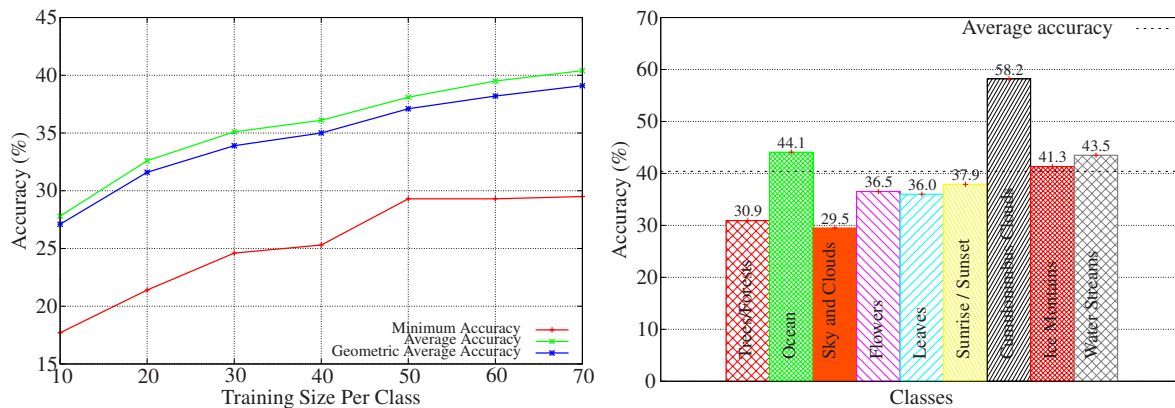 45
40
35
30
25
20
15
Accuracy (%)
Minimum Accuracy
Average Accuracy
Geometric Average Accuracy
10 20 30 40 50 60 70
Training Size Per Class
70
60
50
40
30
20
10
0
Accuracy (%)
Average accuracy
30.9
44.1
29.5
36.5
36.0
37.9
58.2
41.3
43.5
Trees/Forests
Ocean
Sky and Clouds
Flowers
Leaves
Sunrise / Sunset
Ice Montains
Water Streams
Classes